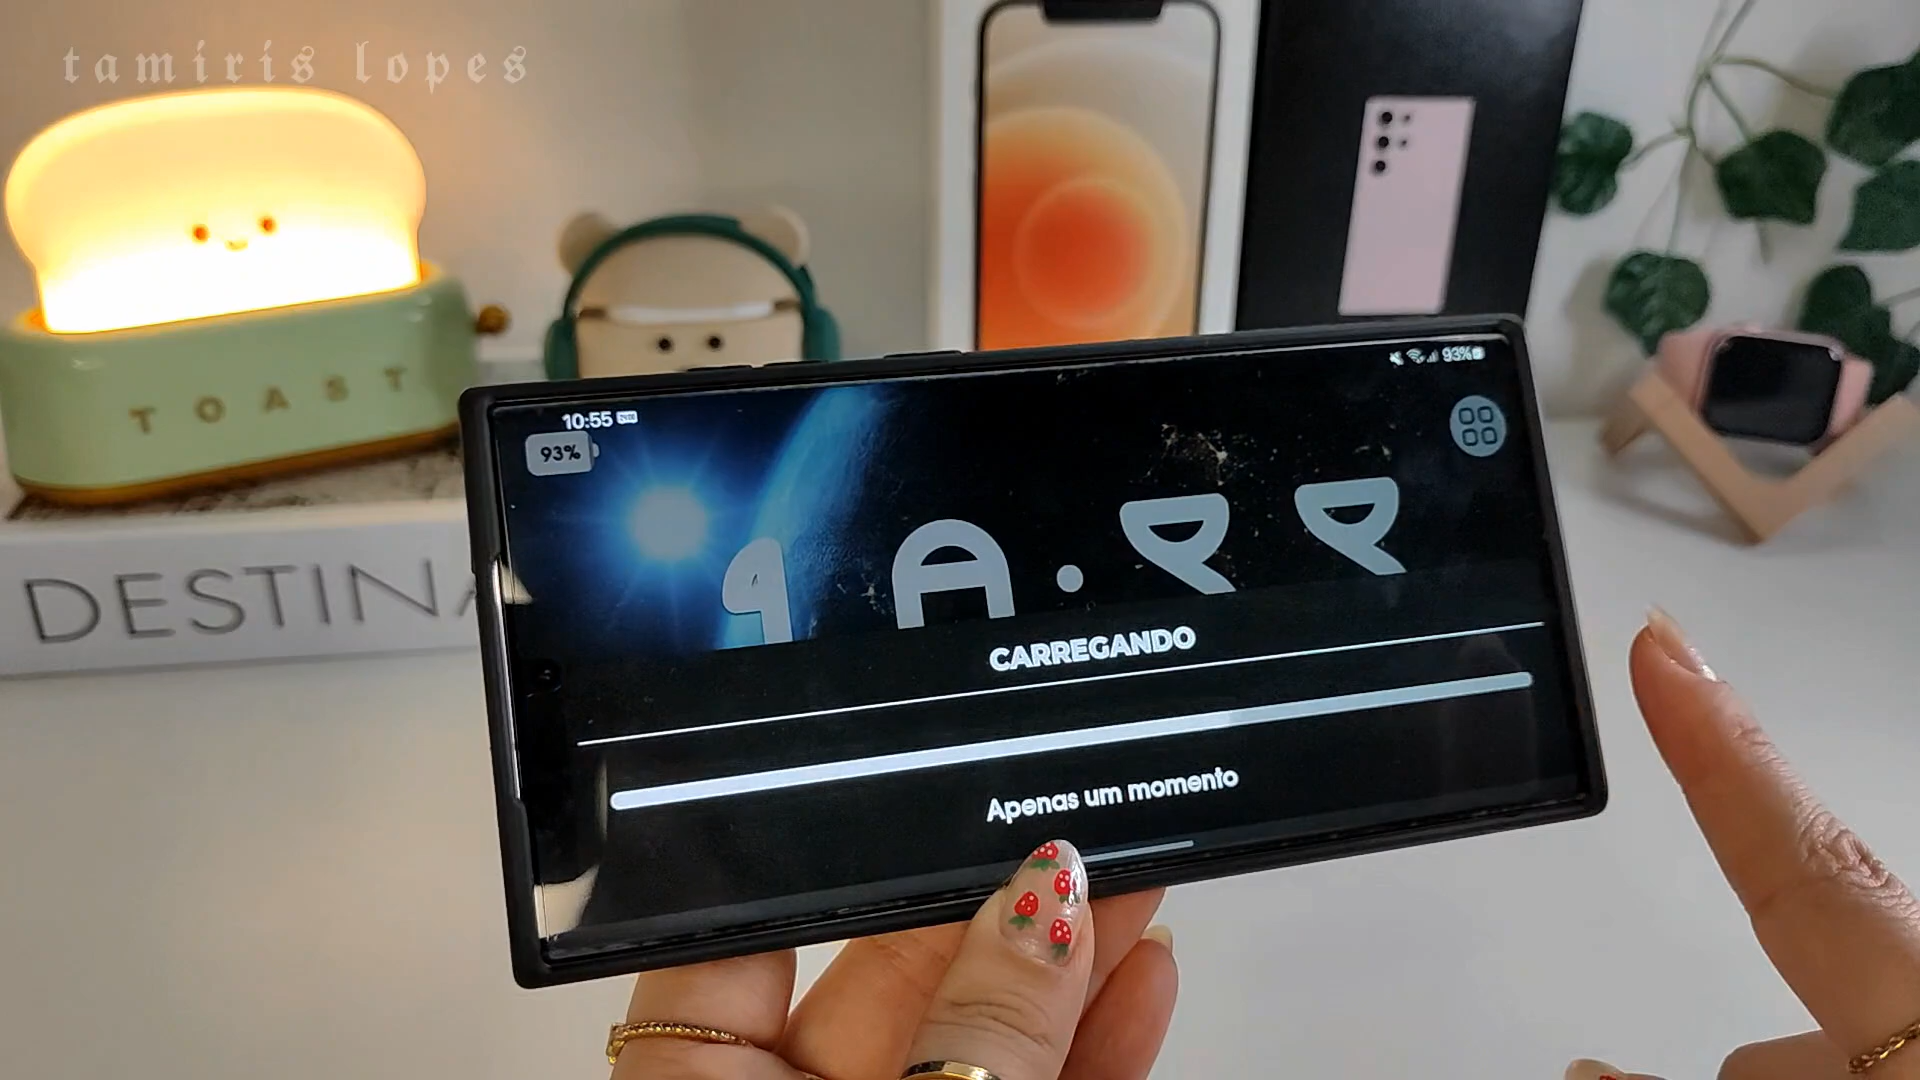 tamiris lopes
TOAST
DESTINA
10:55
93%
93%
CARREGANDO
Apenas um momento